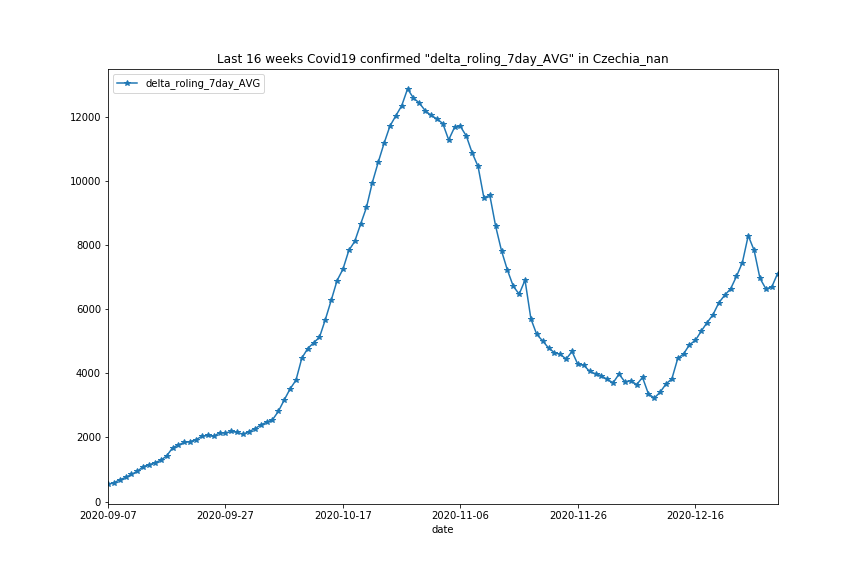 Last 16 weeks Covid19 confirmed "delta_roling_7day_AVG" in Czechia_nan
delta_roling_7day_AVG
12000
10000
8000
6000
4000
2000
0
2020-09-07 2020-09-27 2020-10-17 2020-11-06 2020-11-26 2020-12-16
date